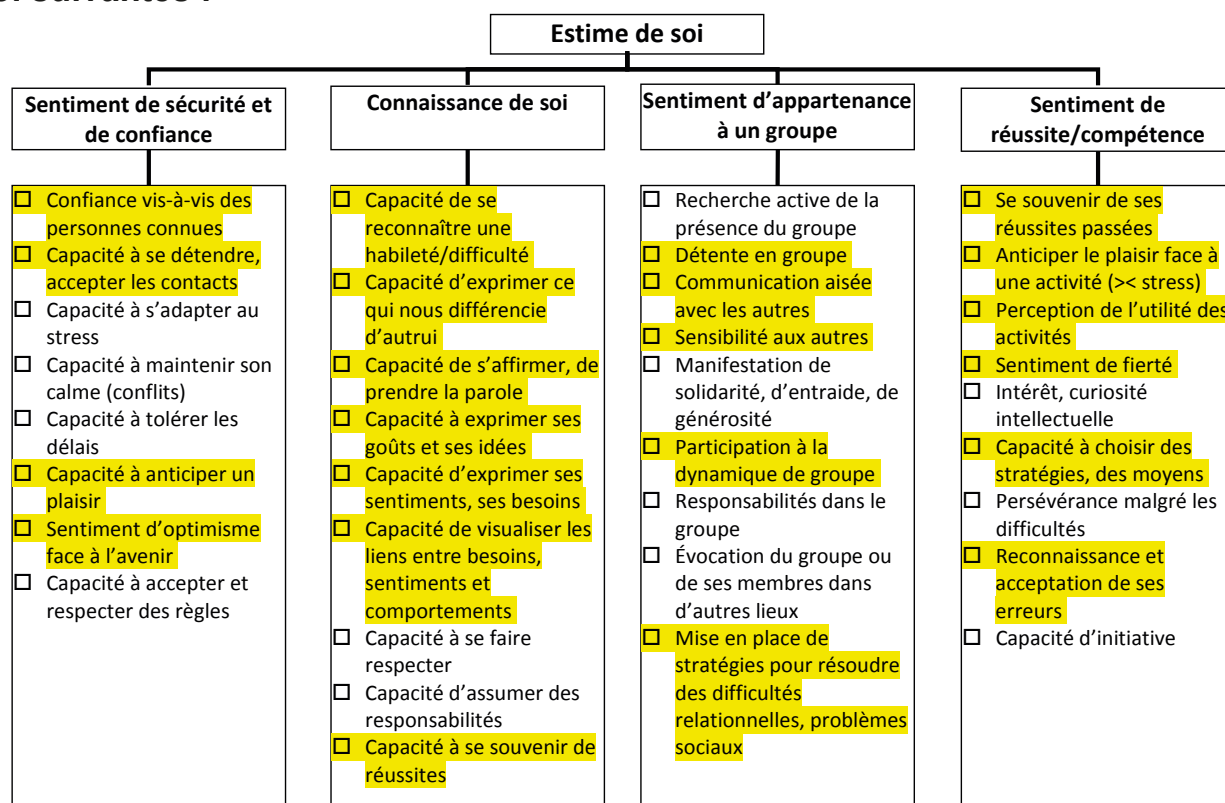 Estime de soi
Sentiment de sécurité et
de confiance
☐ Confiance vis-à-vis des
personnes connues
☐ Capacité à se détendre,
accepter les contacts
☐ Capacité à s’adapter au
stress
☐ Capacité à maintenir son
calme (conflits)
☐ Capacité à tolérer les
délais
☐ Capacité à anticiper un
plaisir
☐ Sentiment d’optimisme
face à l’avenir
☐ Capacité à accepter et
respecter des règles
Connaissance de soi
☐ Capacité de se
reconnaître une
habileté/difficulté
☐ Capacité d’exprimer ce
qui nous différencie
d’autrui
☐ Capacité de s’affirmer, de
prendre la parole
☐ Capacité à exprimer ses
goûts et ses idées
☐ Capacité d’exprimer ses
sentiments, ses besoins
☐ Capacité de visualiser les
liens entre besoins,
sentiments et
comportements
☐ Capacité à se faire
respecter
☐ Capacité d’assumer des
responsabilités
☐ Capacité à se souvenir de
réussites
Sentiment d’appartenance
à un groupe
☐ Recherche active de la
présence du groupe
☐ Détente en groupe
☐ Communication aisée
avec les autres
☐ Sensibilité aux autres
☐ Manifestation de
solidarité, d’entraide, de
générosité
☐ Participation à la
dynamique de groupe
☐ Responsabilités dans le
groupe
☐ Évocation du groupe ou
de ses membres dans
d’autres lieux
☐ Mise en place de
stratégies pour résoudre
des difficultés
relationnelles, problèmes
sociaux
Sentiment de
réussite/compétence
☐ Se souvenir de ses
réussites passées
☐ Anticiper le plaisir face à
une activité (>< stress)
☐ Perception de l’utilité des
activités
☐ Sentiment de fierté
☐ Intérêt, curiosité
intellectuelle
☐ Capacité à choisir des
stratégies, des moyens
☐ Persévérance malgré les
difficultés
☐ Reconnaissance et
acceptation de ses
erreurs
☐ Capacité d’initiative